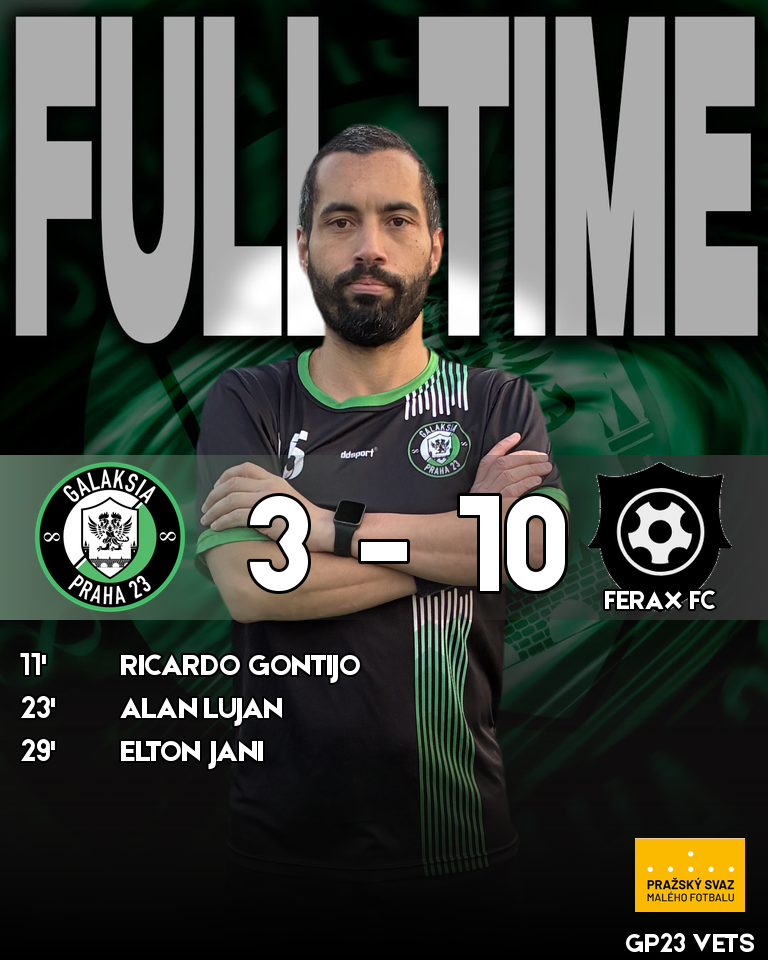 FULL TIME
5
ddsport
GALAKSIA
PRAHA 23
GALAKSIA
PRAHA 23
3 - 10
FERAX FC
11' RICARDO GONTIJO
23' ALAN LUJAN
29' ELTON JANI
PRAŽSKÝ SVAZ
MALÉHO FOTBALU
GP23 VETS